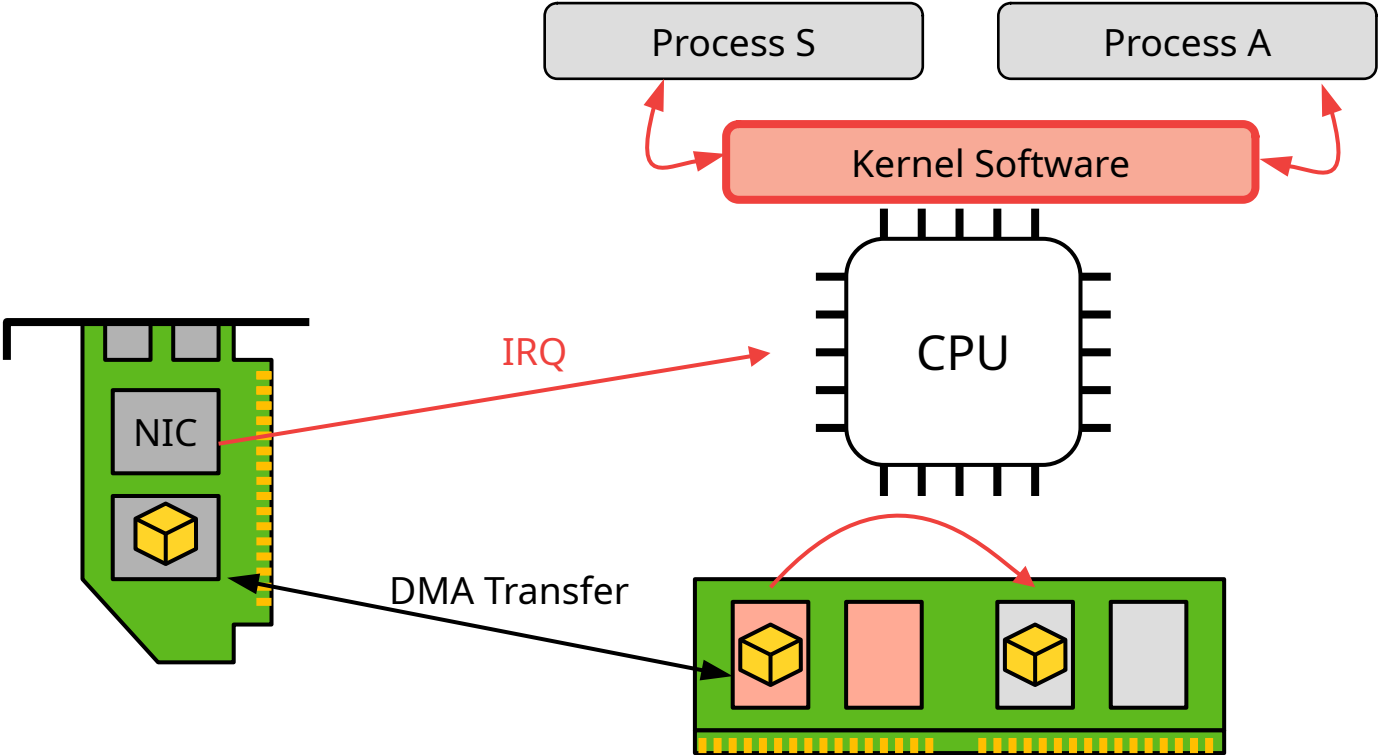 Process S
Process A
Kernel Software
CPU
IRQ
NIC
DMA Transfer